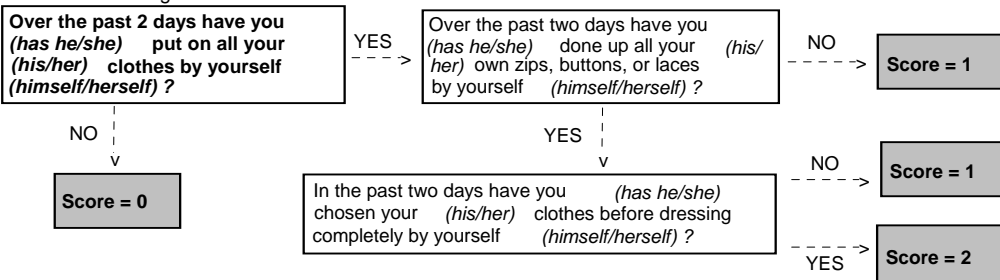 Over the past 2 days have you
(has he/she) put on all your
(his/her) clothes by yourself
(himself/herself) ?
YES
Over the past two days have you
(has he/she) done up all your (his/
her) own zips, buttons, or laces
by yourself (himself/herself) ?
NO
Score = 1
NO
Score = 0
YES
In the past two days have you (has he/she)
chosen your (his/her) clothes before dressing
completely by yourself (himself/herself) ?
NO
Score = 1
YES
Score = 2